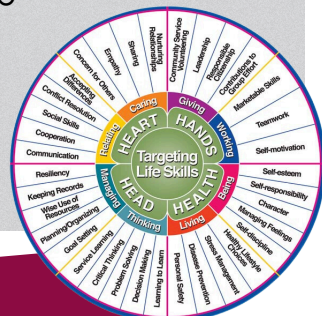 Targeting
Life Skills
HEART
HANDS
HEALTH
HEAD
Caring
Giving
Working
Being
Living
Thinking
Managing
Relating
Concern for Others
Empathy
Sharing
Nurturing
Relationships
Community Service
Volunteering
Leadership
Responsible
Citizenship
Contributions to
Group Effort
Marketable Skills
Teamwork
Self-motivation
Self-esteem
Self-responsibility
Character
Managing Feelings
Self-discipline
Healthy Lifestyle
Choices
Stress Management
Disease Prevention
Personal Safety
Learning to Learn
Decision Making
Problem Solving
Critical Thinking
Service Learning
Goal Setting
Planning/Organizing
Wise Use of
Resources
Keeping Records
Resiliency
Communication
Cooperation
Social Skills
Conflict Resolution
Accepting
Differences